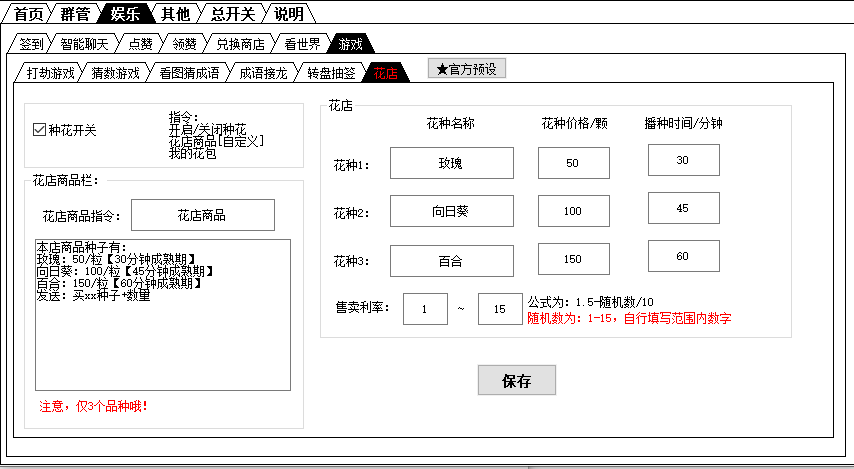 首页 群管 娱乐 其他 总开关 说明
签到 智能聊天 点赞 领赞 兑换商店 看世界 游戏
打劫游戏 猜数游戏 看图猜成语 成语接龙 转盘抽签 花店 ★官方预设
种花开关
指令:
开启/关闭种花
花店商品[自定义]
我的花包
花店商品栏:
花店商品指令: 花店商品
本店商品种子有:
玫瑰: 50/粒【30分钟成熟期】
向日葵: 100/粒【45分钟成熟期】
百合: 150/粒【60分钟成熟期】
发送: 买xx种子+数量
注意，仅3个品种哦!
花店
花种名称 花种价格/颗 播种时间/分钟
花种1: 玫瑰 50 30
花种2: 向日葵 100 45
花种3: 百合 150 60
售卖利率: 1 ~ 15
公式为: 1.5-随机数/10
随机数为: 1-15, 自行填写范围内数字
保存